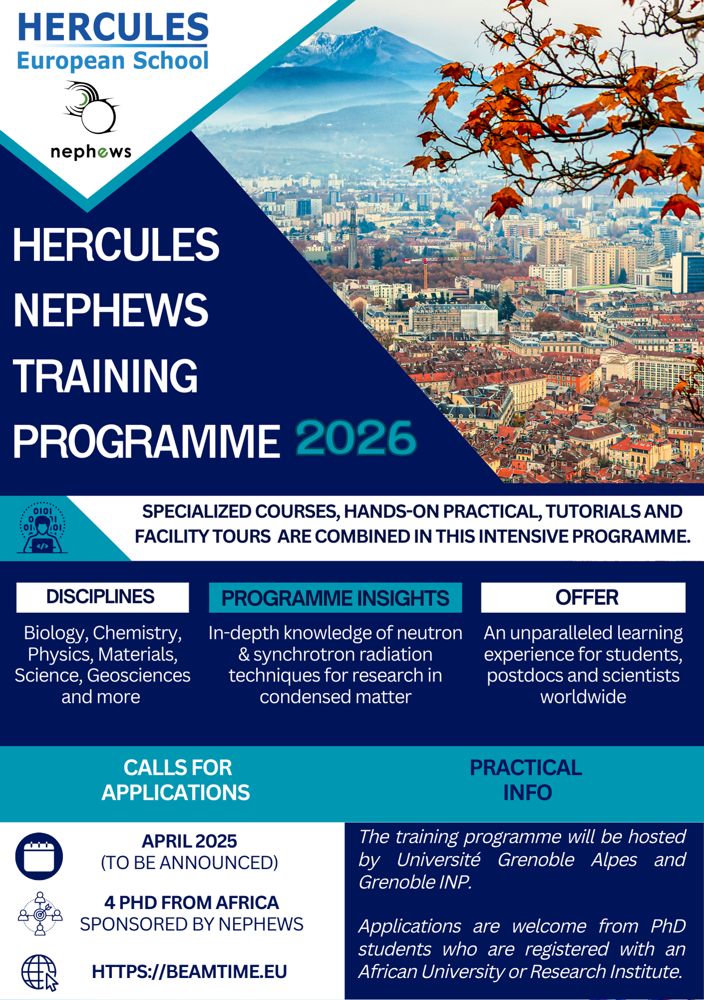 HERCULES
European School
nephews
HERCULES
NEPHEWS
TRAINING
PROGRAMME 2026
0101
0 01
01 01
</>
SPECIALIZED COURSES, HANDS-ON PRACTICAL, TUTORIALS AND
FACILITY TOURS ARE COMBINED IN THIS INTENSIVE PROGRAMME.
DISCIPLINES
Biology, Chemistry,
Physics, Materials,
Science, Geosciences
and more
PROGRAMME INSIGHTS
In-depth knowledge of neutron
& synchrotron radiation
techniques for research in
condensed matter
OFFER
An unparalleled learning
experience for students,
postdocs and scientists
worldwide
CALLS FOR
APPLICATIONS
APRIL 2025
(TO BE ANNOUNCED)
4 PHD FROM AFRICA
SPONSORED BY NEPHEWS
HTTPS://BEAMTIME.EU
PRACTICAL
INFO
The training programme will be hosted
by Université Grenoble Alpes and
Grenoble INP.
Applications are welcome from PhD
students who are registered with an
African University or Research Institute.